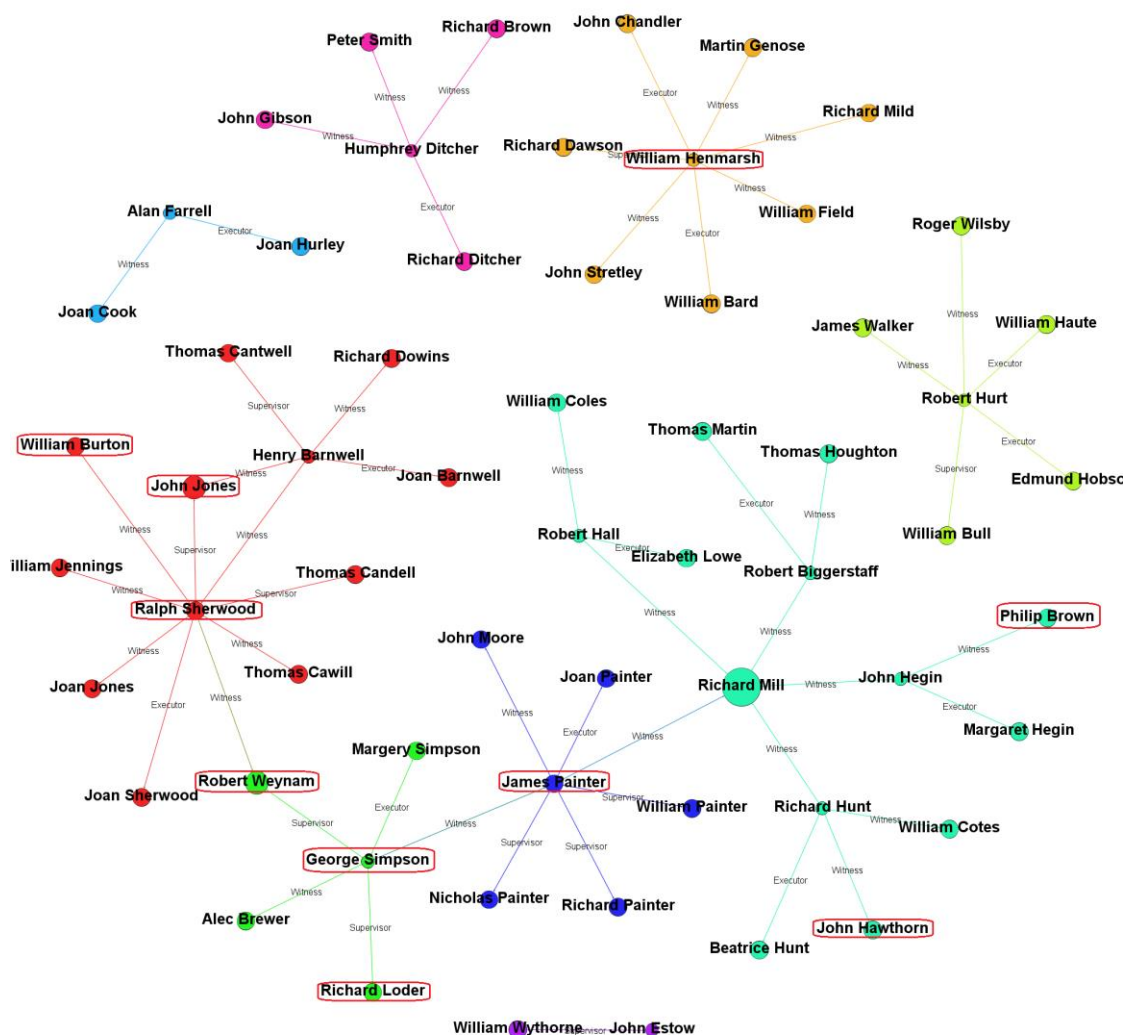 John Chandler
Richard Brown
Peter Smith
Martin Genose
Witness
Executor
Witness
Witness
Richard Mild
John Gibson
Witness
Witness
Humphrey Ditcher
Richard Dawson
Supervisor
William Henmarsh
Witness
Executor
Alan Farrell
Executor
Joan Hurley
Witness
Richard Ditcher
Witness
Executor
William Field
Roger Wilsby
John Stretley
William Bard
Joan Cook
Witness
William Haute
James Walker
Witness
Executor
Robert Hurt
Thomas Cantwell
Richard Dowins
Supervisor
Witness
William Burton
Henry Barnwell
John Jones
Witness
Executor
Joan Barnwell
William Coles
Thomas Martin
Thomas Houghton
Executor
Supervisor
Edmund Hobsc
William Bull
Witness
Executor
Witness
Witness
Supervisor
Witness
Robert Hall
Executor
Elizabeth Lowe
Robert Biggerstaff
illiam Jennings
Witness
Supervisor
Thomas Candell
Ralph Sherwood
Witness
Witness
Philip Brown
John Moore
Witness
Witness
Thomas Cawill
Joan Jones
Executor
Witness
Joan Painter
Richard Mill
Witness
John Hegin
Witness
Executor
Margaret Hegin
Witness
Executor
Witness
Witness
Margery Simpson
Joan Sherwood
Robert Weynam
James Painter
Supervisor
William Painter
Executor
Supervisor
Witness
Richard Hunt
Witness
William Cotes
George Simpson
Supervisor
Supervisor
Witness
Executor
Witness
Alec Brewer
Nicholas Painter
Richard Painter
Supervisor
Beatrice Hunt
John Hawthorn
Richard Loder
William Wythorne
Supervisor
John Estow